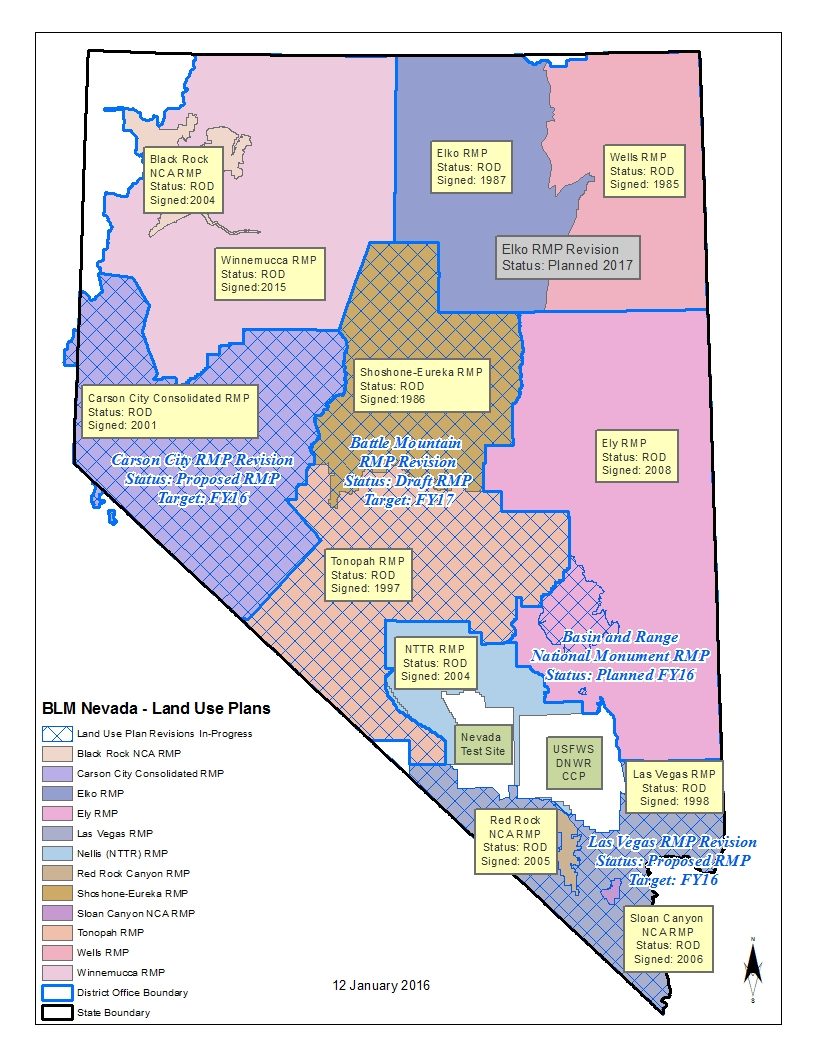 Black Rock
NCA RMP
Status: ROD
Signed:2004
Elko RMP
Status: ROD
Signed: 1987
Wells RMP
Status: ROD
Signed: 1985
Winnemucca RMP
Status: ROD
Signed:2015
Elko RMP Revision
Status: Planned 2017
Shoshone-Eureka RMP
Status: ROD
Signed:1986
Carson City Consolidated RMP
Status: ROD
Signed: 2001
Carson City RMP Revision
Status: Proposed RMP
Target: FY16
Battle Mountain
RMP Revision
Status: Draft RMP
Target: FY17
Ely RMP
Status: ROD
Signed: 2008
Tonopah RMP
Status: ROD
Signed: 1997
NTTR RMP
Status: ROD
Signed: 2004
Basin and Range
National Monument RMP
Status: Planned FY16
Nevada
Test Site
USFWS
DNWR
CCP
Las Vegas RMP
Status: ROD
Signed: 1998
Red Rock
NCA RMP
Status: ROD
Signed: 2005
Las Vegas RMP Revision
Status: Proposed RMP
Target: FY16
Sloan Canyon
NCA RMP
Status: ROD
Signed: 2006
BLM Nevada - Land Use Plans
Land Use Plan Revisions In-Progress
Black Rock NCA RMP
Carson City Consolidated RMP
Elko RMP
Ely RMP
Las Vegas RMP
Nellis (NTTR) RMP
Red Rock Canyon RMP
Shoshone-Eureka RMP
Sloan Canyon NCA RMP
Tonopah RMP
Wells RMP
Winnemucca RMP
District Office Boundary
State Boundary
12 January 2016
N
S